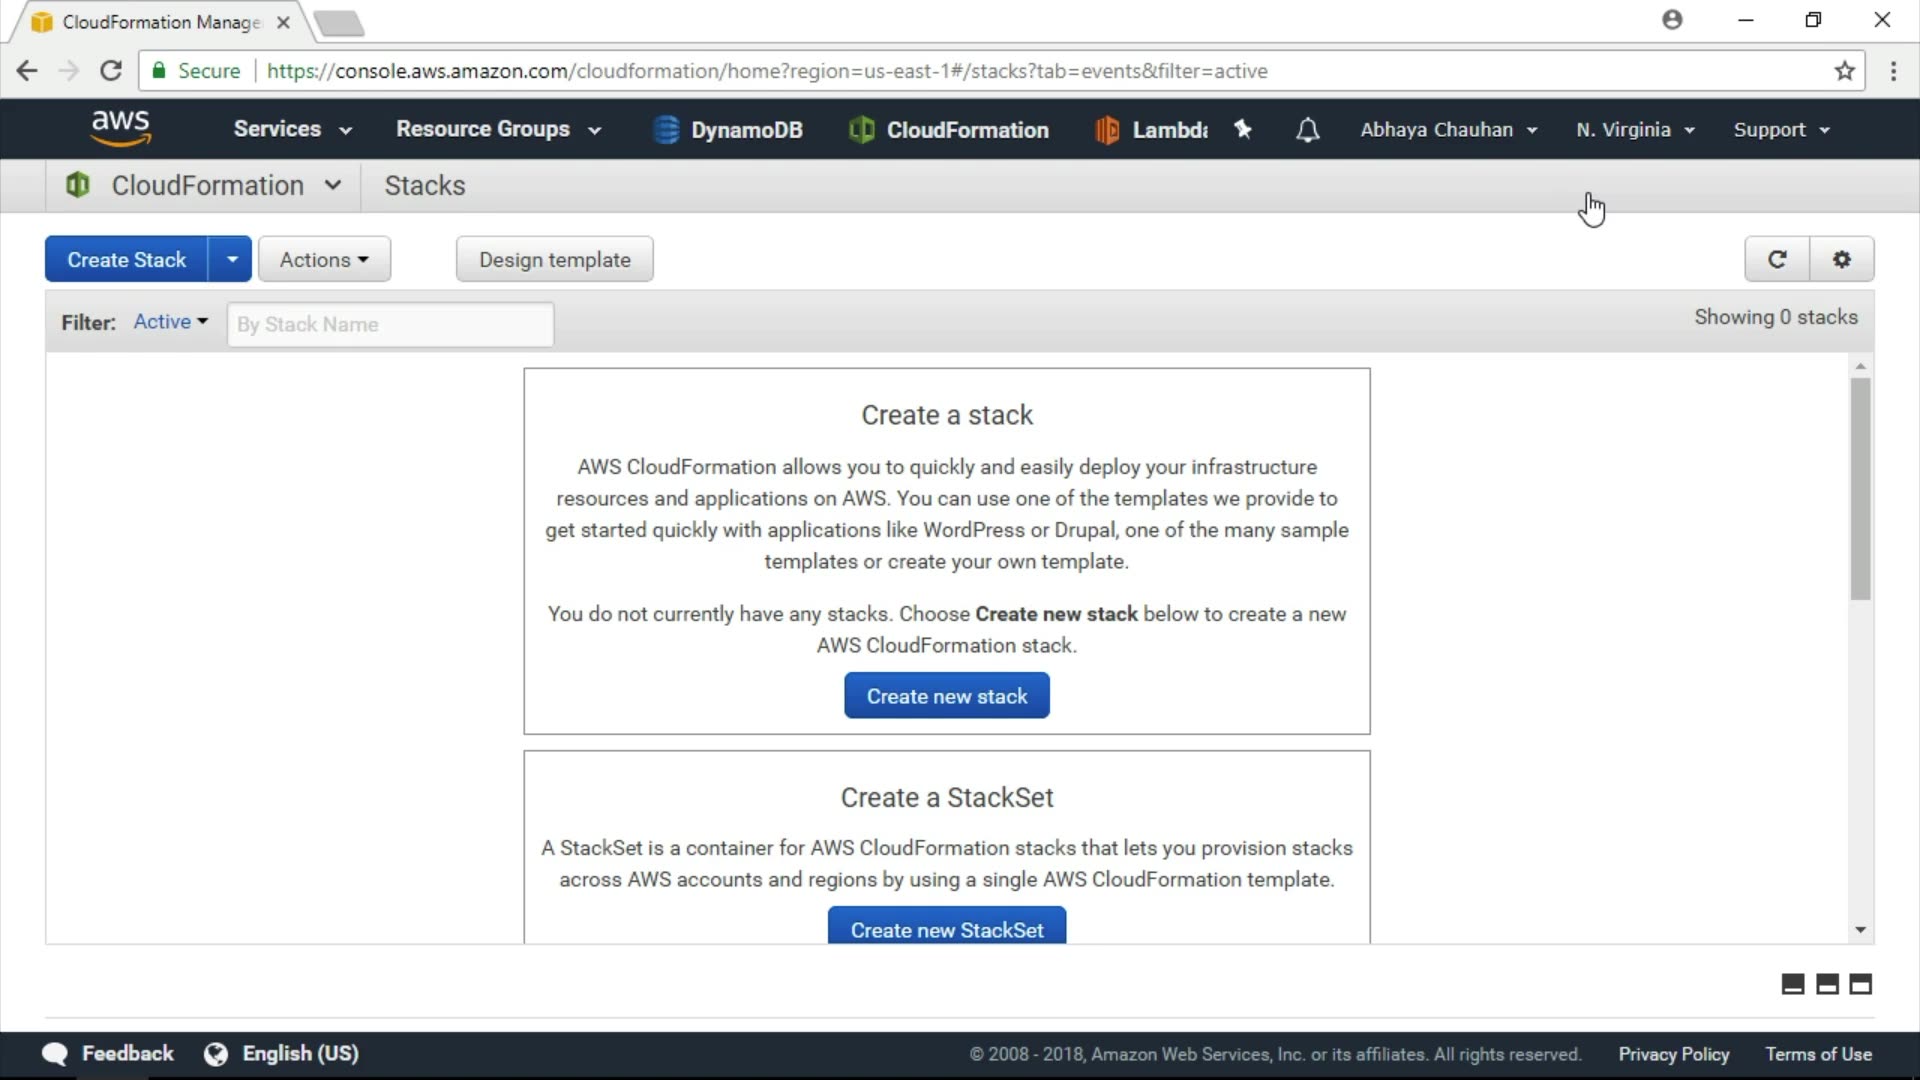 CloudFormation Manage
Secure https://console.aws.amazon.com/cloudformation/home?region=us-east-1#/stacks?tab=events&filter=active
aws Services Resource Groups DynamoDB CloudFormation Lambda Abhaya Chauhan N. Virginia Support
CloudFormation Stacks
Create Stack Actions Design template
Filter: Active By Stack Name Showing 0 stacks
Create a stack
AWS CloudFormation allows you to quickly and easily deploy your infrastructure
resources and applications on AWS. You can use one of the templates we provide to
get started quickly with applications like WordPress or Drupal, one of the many sample
templates or create your own template.
You do not currently have any stacks. Choose Create new stack below to create a new
AWS CloudFormation stack.
Create new stack
Create a StackSet
A StackSet is a container for AWS CloudFormation stacks that lets you provision stacks
across AWS accounts and regions by using a single AWS CloudFormation template.
Create new StackSet
Feedback English (US) © 2008 - 2018, Amazon Web Services, Inc. or its affiliates. All rights reserved. Privacy Policy Terms of Use